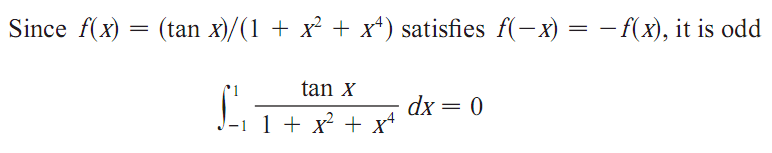 Since f(x) = (tan x)/(1 + x² + x⁴) satisfies f(−x) = −f(x), it is odd
∫₋₁¹ tan x / (1 + x² + x⁴) dx = 0